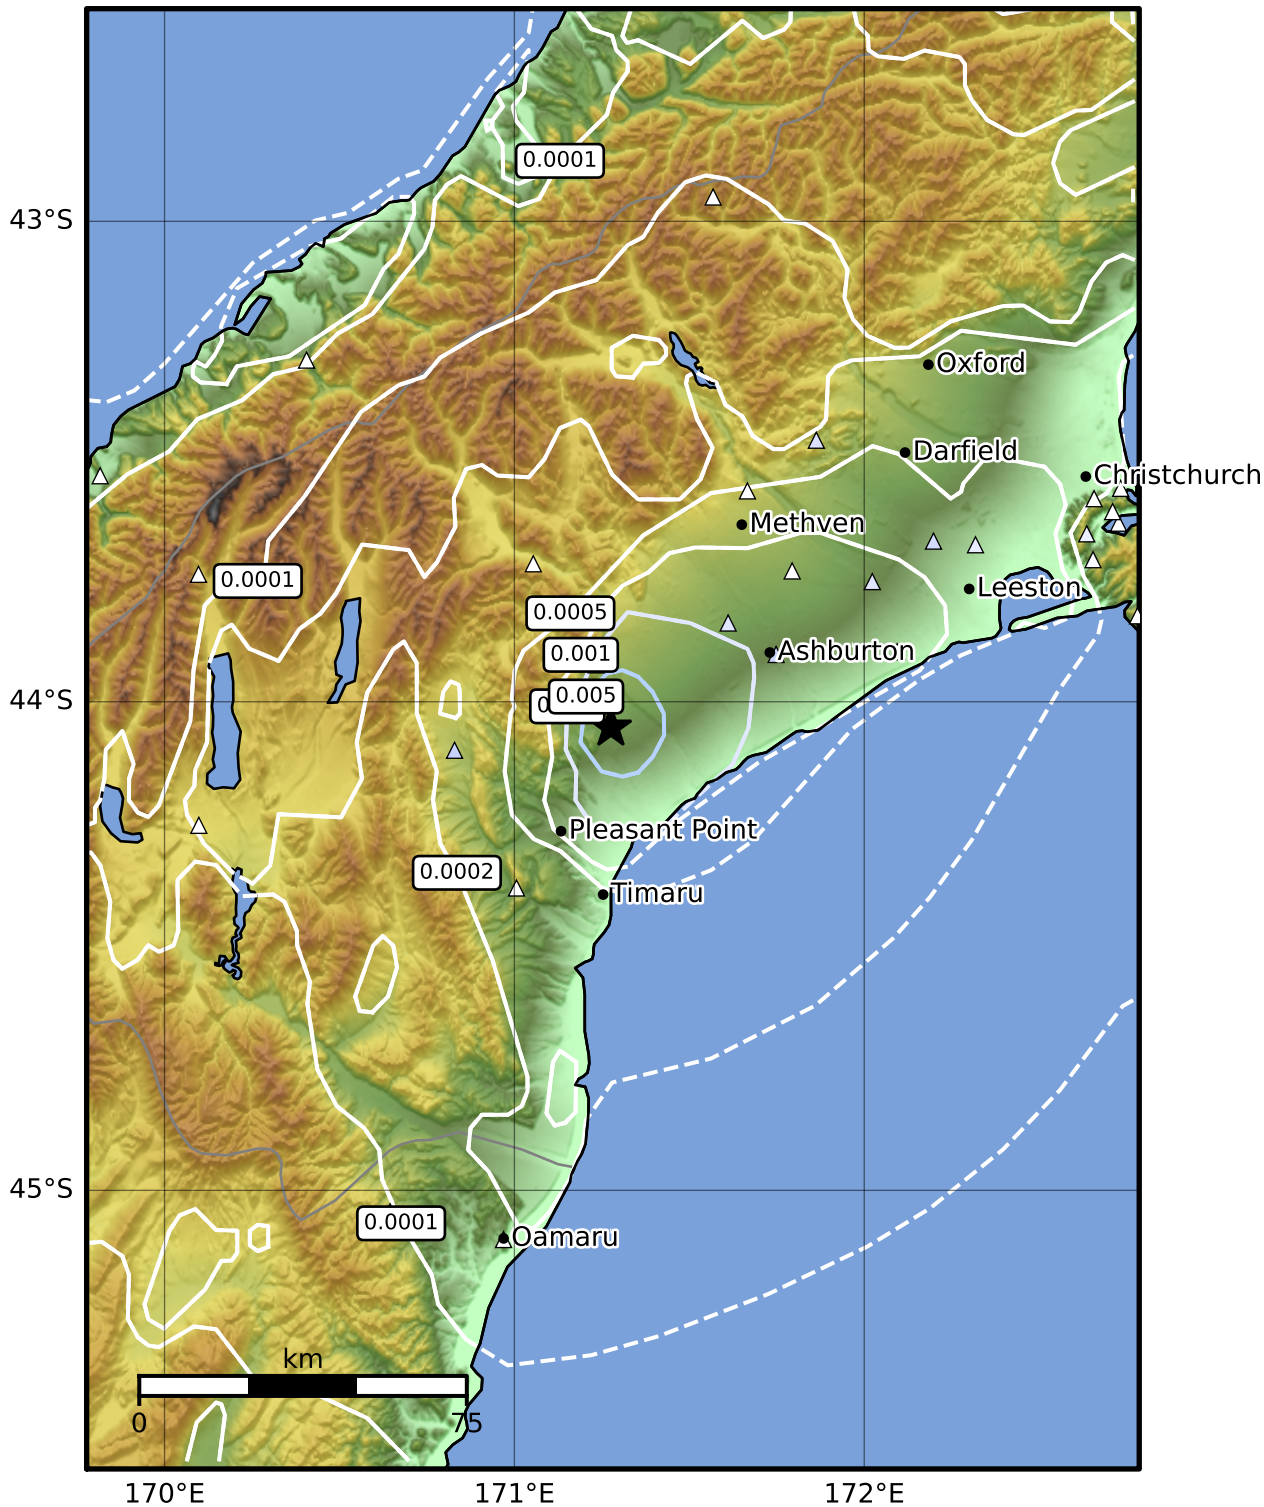 0.0001
43°S
Oxford
Darfield
Christchurch
Methven
0.0001
Leeston
0.0005
0.001
Ashburton
0.005
44°S
Pleasant Point
0.0002
Timaru
45°S
0.0001
Oamaru
km
0
75
170°E
171°E
172°E